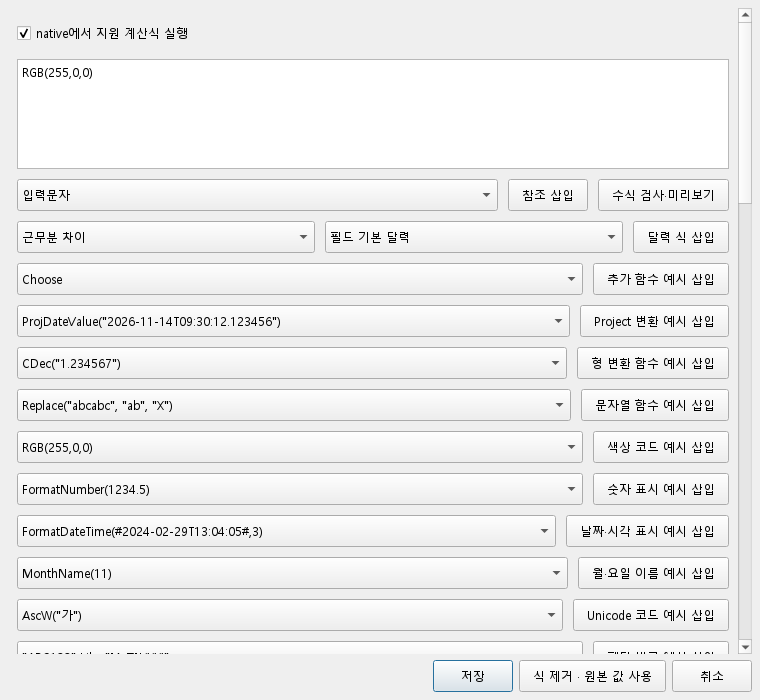 native에서 지원 계산식 실행
RGB(255,0,0)
입력문자 참조 삽입 수식 검사·미리보기
근무분 차이 필드 기본 달력 달력 식 삽입
Choose 추가 함수 예시 삽입
ProjDateValue("2026-11-14T09:30:12.123456") Project 변환 예시 삽입
CDec("1.234567") 형 변환 함수 예시 삽입
Replace("abcabc", "ab", "X") 문자열 함수 예시 삽입
RGB(255,0,0) 색상 코드 예시 삽입
FormatNumber(1234.5) 숫자 표시 예시 삽입
FormatDateTime(#2024-02-29T13:04:05#,3) 날짜·시각 표시 예시 삽입
MonthName(11) 월·요일 이름 예시 삽입
AscW("가") Unicode 코드 예시 삽입
저장 식 제거 · 원본 값 사용 취소